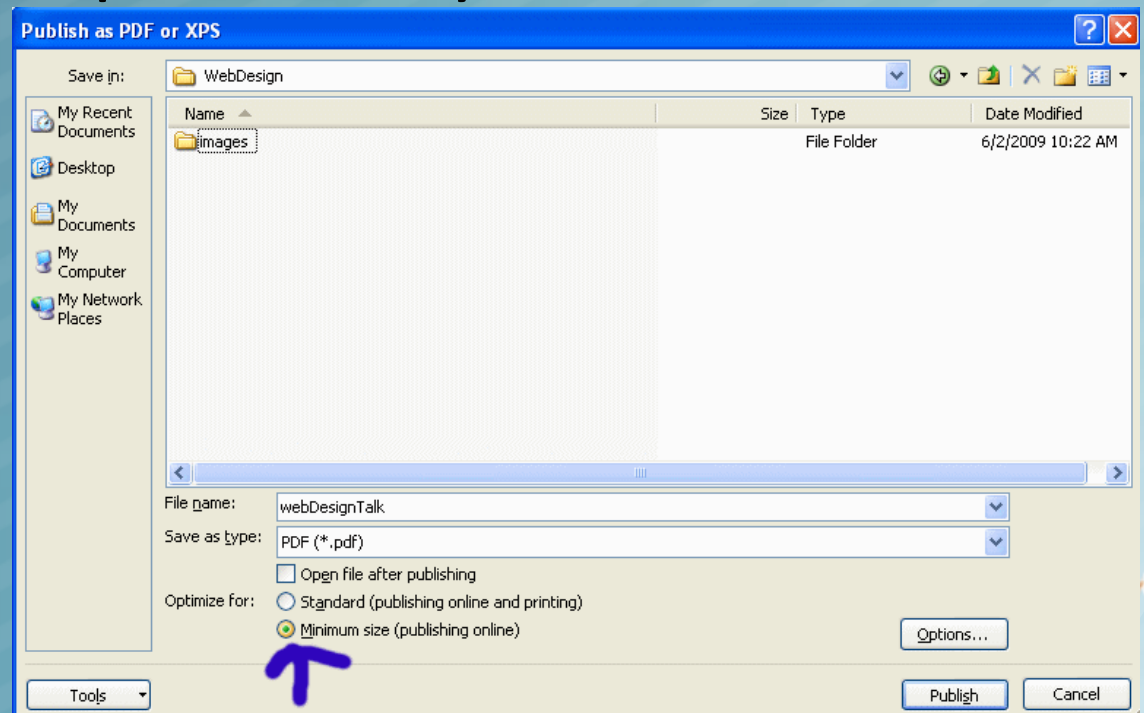 Publish as PDF or XPS
Save in:
WebDesign
My Recent
Documents
Desktop
My
Documents
My
Computer
My Network
Places
Name Size Type Date Modified
images File Folder 6/2/2009 10:22 AM
File name:
webDesignTalk
Save as type:
PDF (*.pdf)
Open file after publishing
Optimize for:
Standard (publishing online and printing)
Minimum size (publishing online)
Options...
Tools
Publish
Cancel